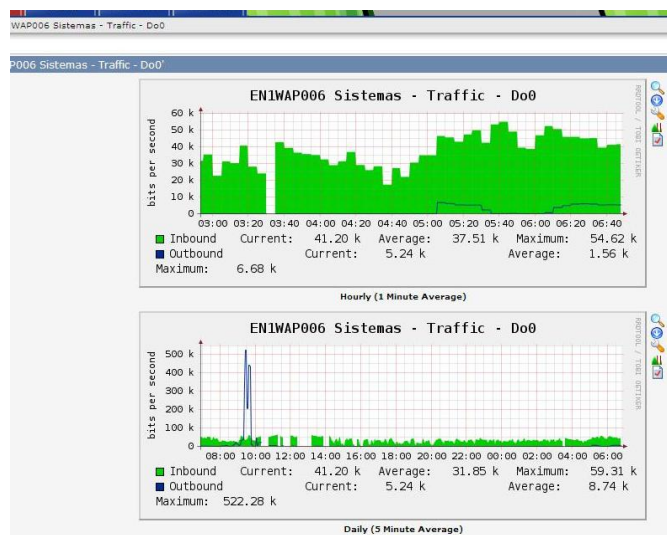 WAP006 Sistemas - Traffic - Do0
P006 Sistemas - Traffic - Do0'
EN1WAP006 Sistemas - Traffic - Do0
RRDTOOL / TOBI OETIKER
bits per second
60 k
50 k
40 k
30 k
20 k
10 k
0
03:00 03:20 03:40 04:00 04:20 04:40 05:00 05:20 05:40 06:00 06:20 06:40
Inbound Current: 41.20 k Average: 37.51 k Maximum: 54.62 k
Outbound Current: 5.24 k Average: 1.56 k
Maximum: 6.68 k
Hourly (1 Minute Average)
EN1WAP006 Sistemas - Traffic - Do0
RRDTOOL / TOBI OETIKER
bits per second
500 k
400 k
300 k
200 k
100 k
0
08:00 10:00 12:00 14:00 16:00 18:00 20:00 22:00 00:00 02:00 04:00 06:00
Inbound Current: 41.20 k Average: 31.85 k Maximum: 59.31 k
Outbound Current: 5.24 k Average: 8.74 k
Maximum: 522.28 k
Daily (5 Minute Average)